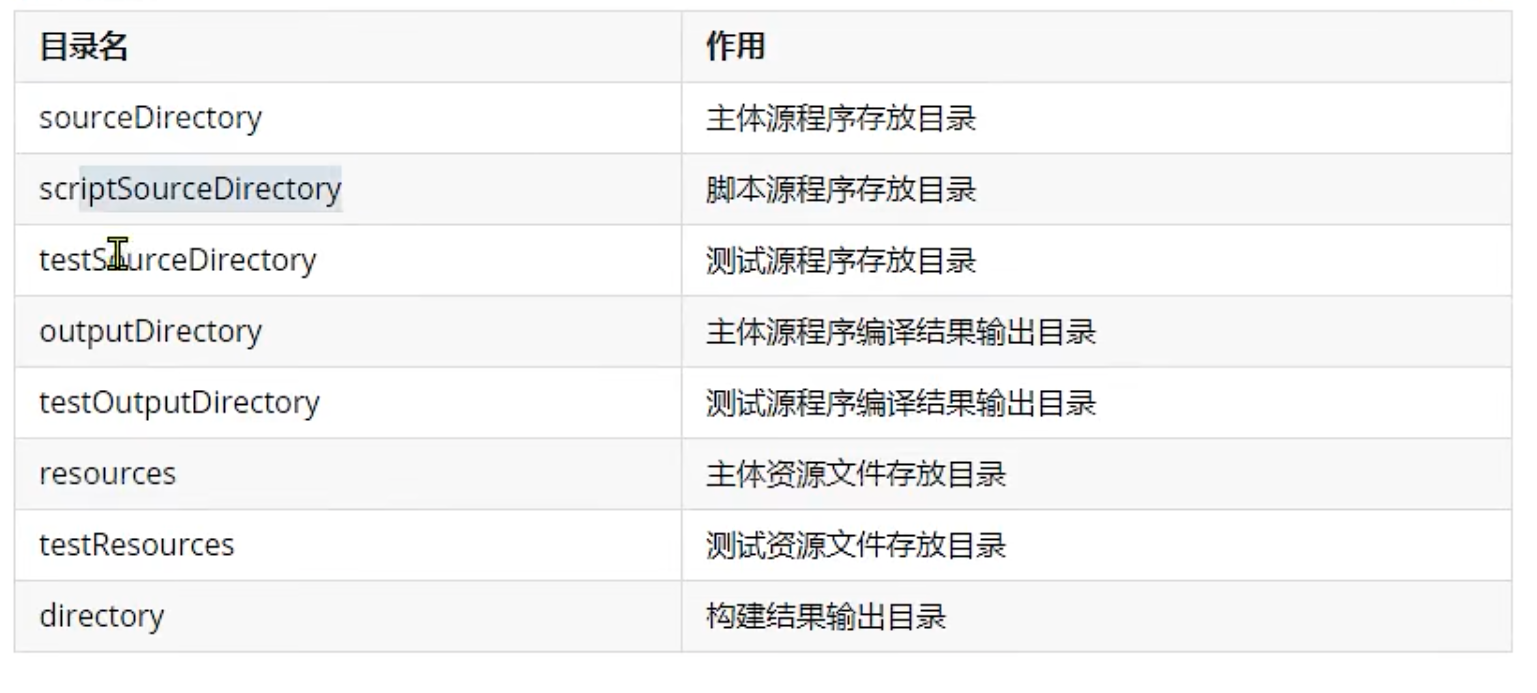 目录名 作用
sourceDirectory 主体源程序存放目录
scriptSourceDirectory 脚本源程序存放目录
testSourceDirectory 测试源程序存放目录
outputDirectory 主体源程序编译结果输出目录
testOutputDirectory 测试源程序编译结果输出目录
resources 主体资源文件存放目录
testResources 测试资源文件存放目录
directory 构建结果输出目录